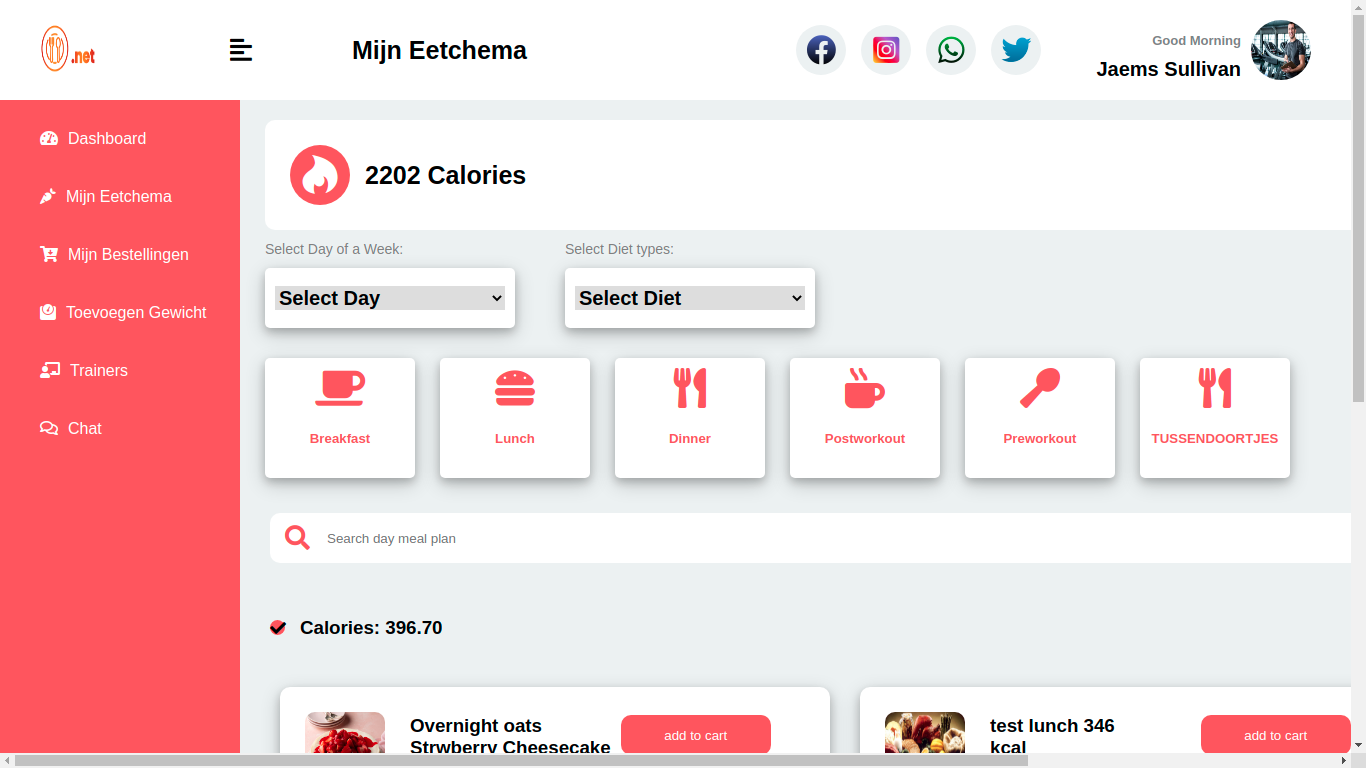 .net
Mijn Eetchema
Good Morning
Jaems Sullivan
Dashboard
Mijn Eetchema
Mijn Bestellingen
Toevoegen Gewicht
Trainers
Chat
2202 Calories
Select Day of a Week:
Select Diet types:
Select Day
Select Diet
Breakfast
Lunch
Dinner
Postworkout
Preworkout
TUSSENDOORTJES
Search day meal plan
Calories: 396.70
Overnight oats
Strwberry Cheesecake
add to cart
test lunch 346
kcal
add to cart